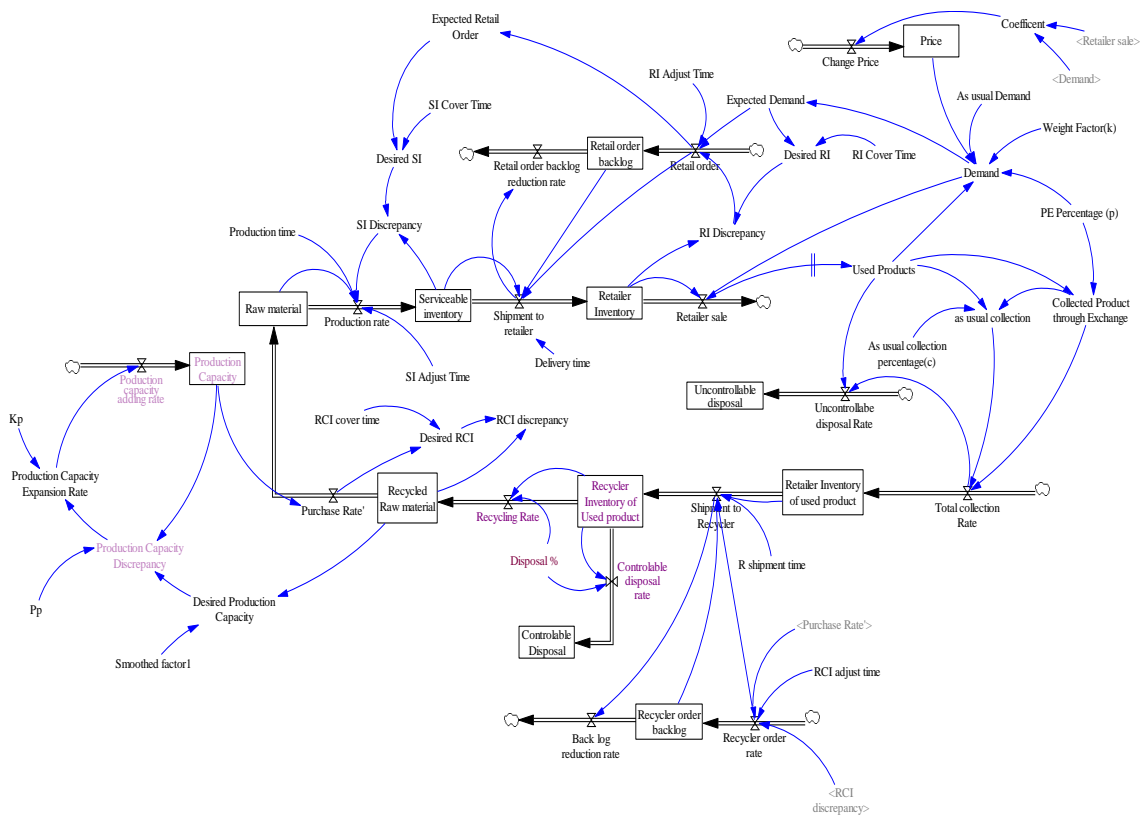 Expected Retail
Order
Coefficent
<Retailer sale>
Price
Change Price
<Demand>
RI Adjust Time
SI Cover Time
Expected Demand
As usual Demand
Weight Factor(k)
Desired SI
Retail order
backlog
Retail order backlog
reduction rate
Retail order
Desired RI
RI Cover Time
Demand
PE Percentage (p)
Production time
SI Discrepancy
RI Discrepancy
Used Products
Raw material
Production rate
Serviceable
inventory
Shipment to
retailer
Retailer
Inventory
Retailer sale
as usual collection
Collected Product
through Exchange
Delivery time
As usual collection
percentage(c)
SI Adjust Time
Production
Capacity
Poduction
capacity
adding rate
Uncontrollable
disposal
Uncontrollabe
disposal Rate
Kp
RCI cover time
Desired RCI
RCI discrepancy
Production Capacity
Expansion Rate
Purchase Rate'
Recycled
Raw material
Recycling Rate
Recycler
Inventory of
Used product
Shipment to
Recycler
Retailer Inventory
of used product
Total collection
Rate
Production Capacity
Discrepancy
Disposal %
Controlable
disposal
rate
R shipment time
Pp
Desired Production
Capacity
Smoothed factor1
Controlable
Disposal
<Purchase Rate'>
RCI adjust time
Back log
reduction rate
Recycler order
backlog
Recycler order
rate
<RCI
discrepancy>